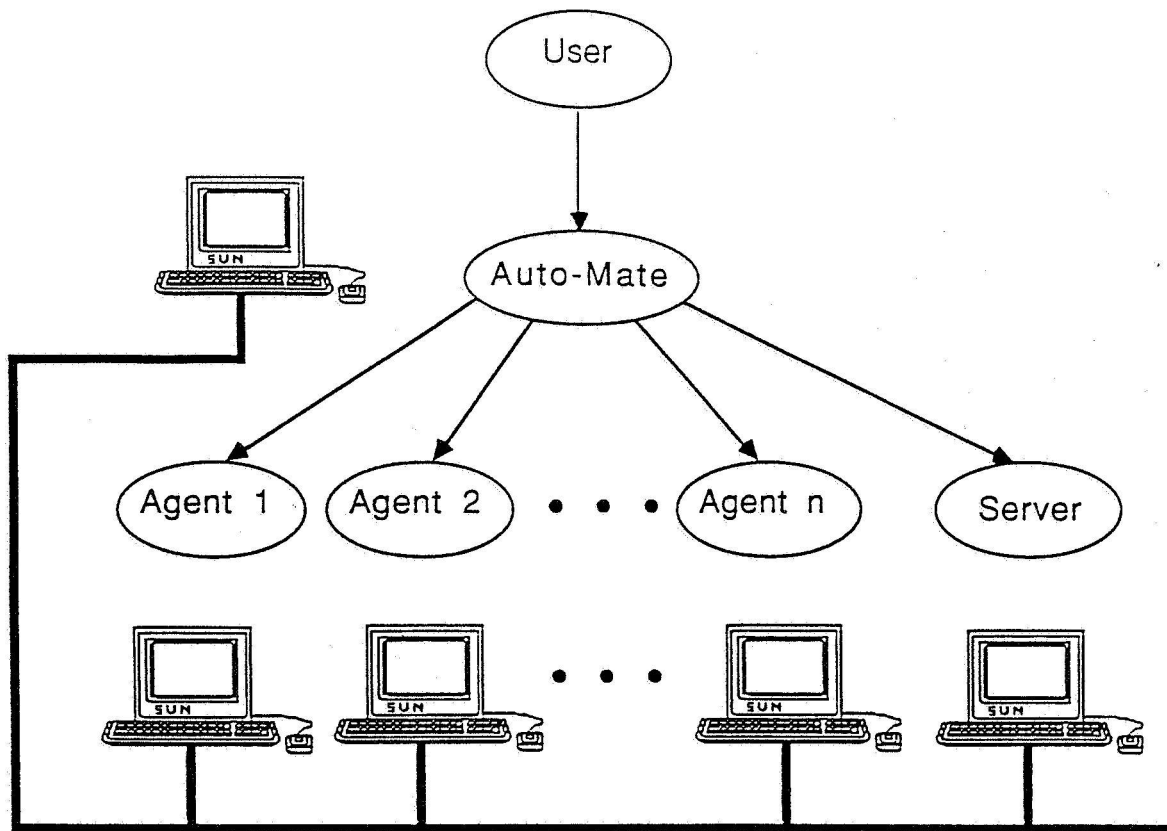 User
SUN
Auto-Mate
Agent 1
Agent 2
Agent n
Server
SUN
SUN
SUN
SUN